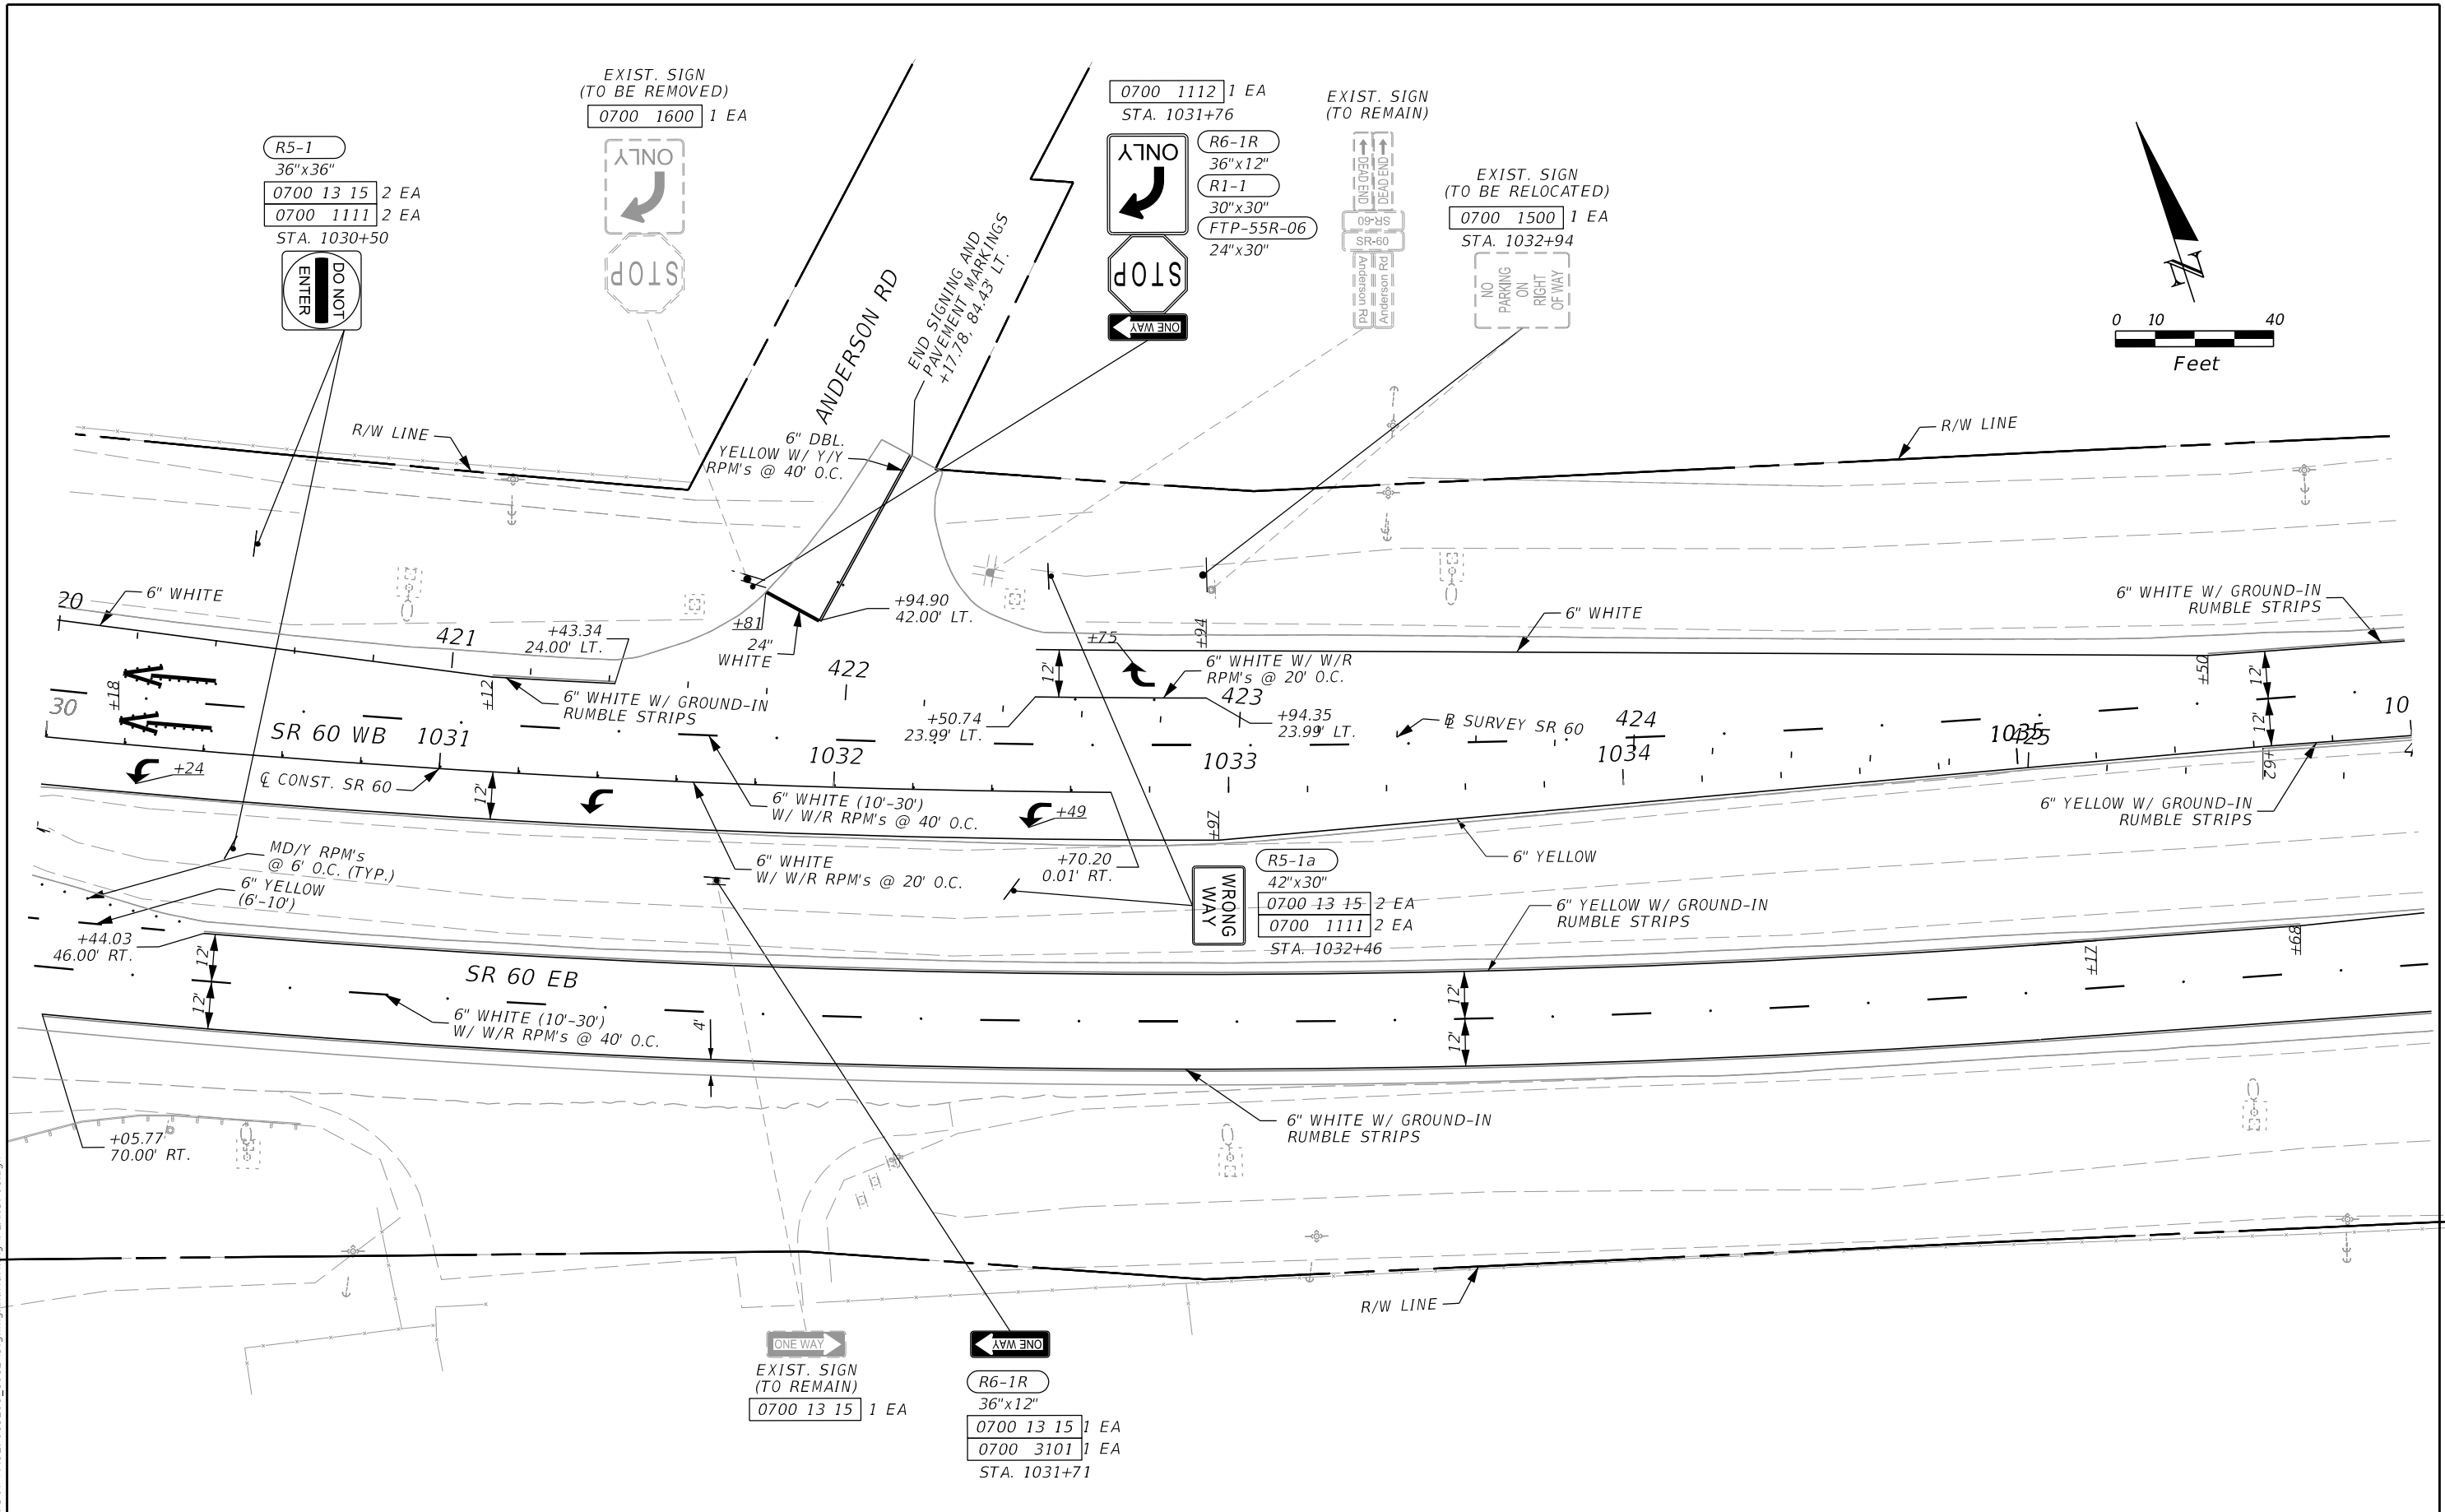 EXIST. SIGN
(TO BE REMOVED)
0700 1600 1 EA
ONLY
STOP
R5-1
36"x36"
0700 13 15 2 EA
0700 1111 2 EA
STA. 1030+50
DO NOT
ENTER
0700 1112 1 EA
STA. 1031+76
ONLY
STOP
ONE WAY
R6-1R
36"x12"
R1-1
30"x30"
FTP-55R-06
24"x30"
EXIST. SIGN
(TO REMAIN)
DEAD END
DEAD END
SR-60
SR-60
Anderson Rd
Anderson Rd
EXIST. SIGN
(TO BE RELOCATED)
0700 1500 1 EA
STA. 1032+94
NO
PARKING
ON
RIGHT
OF WAY
N
0 10 40
Feet
ANDERSON RD
END SIGNING AND
PAVEMENT MARKINGS
+17.78, 84.43' LT.
R/W LINE
6" DBL.
YELLOW W/ Y/Y
RPM's @ 40' O.C.
R/W LINE
20
6" WHITE
421
+43.34
24.00' LT.
+81
24"
WHITE
+94.90
42.00' LT.
422
+75
+94
6" WHITE
6" WHITE W/ GROUND-IN
RUMBLE STRIPS
+50
12'
12'
12'
6" WHITE W/ W/R
RPM's @ 20' O.C.
423
+50.74
23.99' LT.
+94.35
23.99' LT.
BL SURVEY SR 60
424
425
1035
10
4
+62
+18
30
+12
6" WHITE W/ GROUND-IN
RUMBLE STRIPS
SR 60 WB
1031
1032
1033
1034
+24
CL CONST. SR 60
12'
6" WHITE (10'-30')
W/ W/R RPM's @ 40' O.C.
+49
+97
6" YELLOW W/ GROUND-IN
RUMBLE STRIPS
MD/Y RPM's
@ 6' O.C. (TYP.)
6" YELLOW
(6'-10')
6" WHITE
W/ W/R RPM's @ 20' O.C.
+70.20
0.01' RT.
WRONG
WAY
R5-1a
42"x30"
0700 13 15 2 EA
0700 1111 2 EA
STA. 1032+46
6" YELLOW
6" YELLOW W/ GROUND-IN
RUMBLE STRIPS
+44.03
46.00' RT.
12'
12'
SR 60 EB
6" WHITE (10'-30')
W/ W/R RPM's @ 40' O.C.
4'
12'
12'
+17
+68
+05.77
70.00' RT.
6" WHITE W/ GROUND-IN
RUMBLE STRIPS
R/W LINE
ONE WAY
EXIST. SIGN
(TO REMAIN)
0700 13 15 1 EA
ONE WAY
R6-1R
36"x12"
0700 13 15 1 EA
0700 3101 1 EA
STA. 1031+71